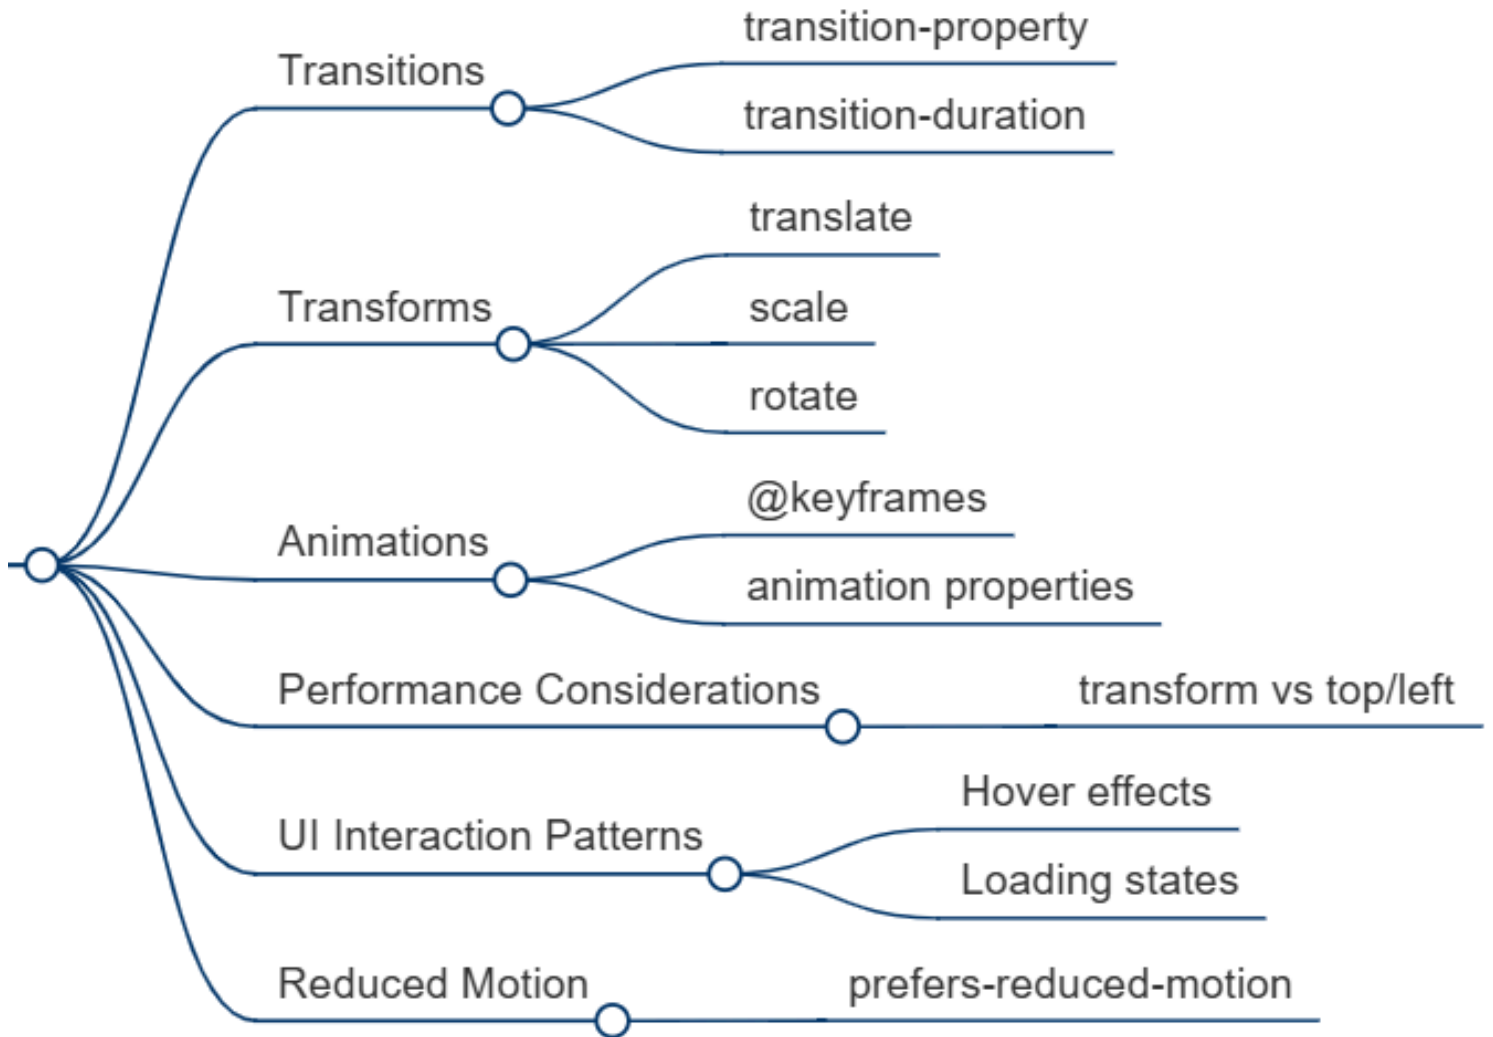 Transitions
transition-property
transition-duration
Transforms
translate
scale
rotate
Animations
@keyframes
animation properties
Performance Considerations
transform vs top/left
UI Interaction Patterns
Hover effects
Loading states
Reduced Motion
prefers-reduced-motion